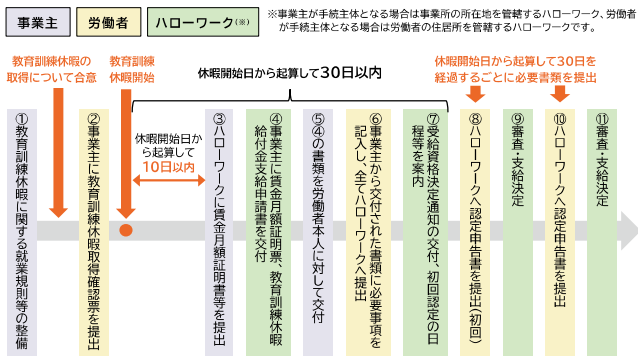 事業主
労働者
ハローワーク(※)
※事業主が手続主体となる場合は事業所の所在地を管轄するハローワーク、労働者
が手続主体となる場合は労働者の住居所を管轄するハローワークです。
教育訓練休暇の
取得について合意
教育訓練
休暇開始
休暇開始日から起算して30日以内
休暇開始日から起算して30日を
経過するごとに必要書類を提出
休暇開始日か
ら起算して
10日以内
①教育訓練休暇に関する就業規則等の整備
②事業主に教育訓練休暇取得確認票を提出
③ハローワークに賃金月額証明書等を提出
④事業主に賃金月額証明票、教育訓練休暇
給付金支給申請書を交付
⑤④の書類を労働者本人に対して交付
⑥事業主から交付された書類に必要事項を
記入し、全てハローワークへ提出
⑦受給資格決定通知の交付、初回認定の日
程等を案内
⑧ハローワークへ認定申告書を提出(初回)
⑨審査・支給決定
⑩ハローワークへ認定申告書を提出
⑪審査・支給決定